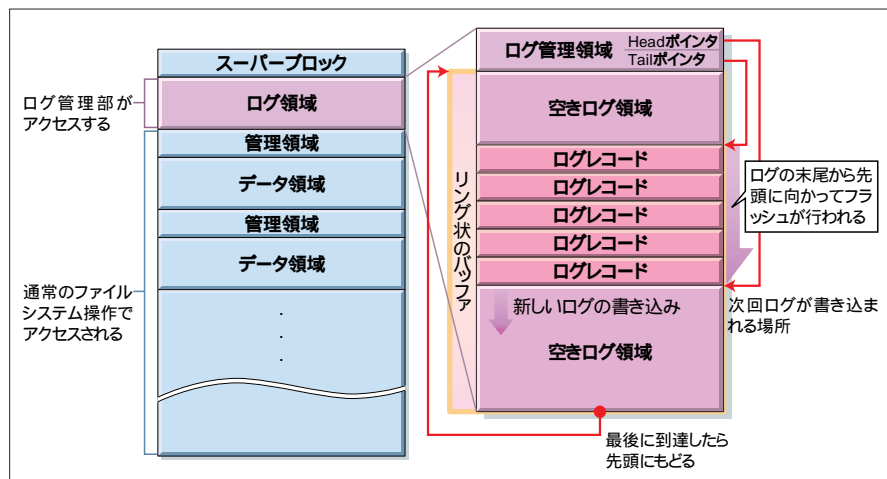 スーパーブロック
ログ領域
管理領域
データ領域
管理領域
データ領域
.
.
.
ログ管理部が
アクセスする
通常のファイル
システム操作で
アクセスされる
ログ管理領域
Headポインタ
Tailポインタ
空きログ領域
ログレコード
ログレコード
ログレコード
ログレコード
ログレコード
新しいログの書き込み
空きログ領域
リング状のバッファ
ログの末尾から先
頭に向かってフラ
ッシュが行われる
次回ログが書き込ま
れる場所
最後に到達したら
先頭にもどる